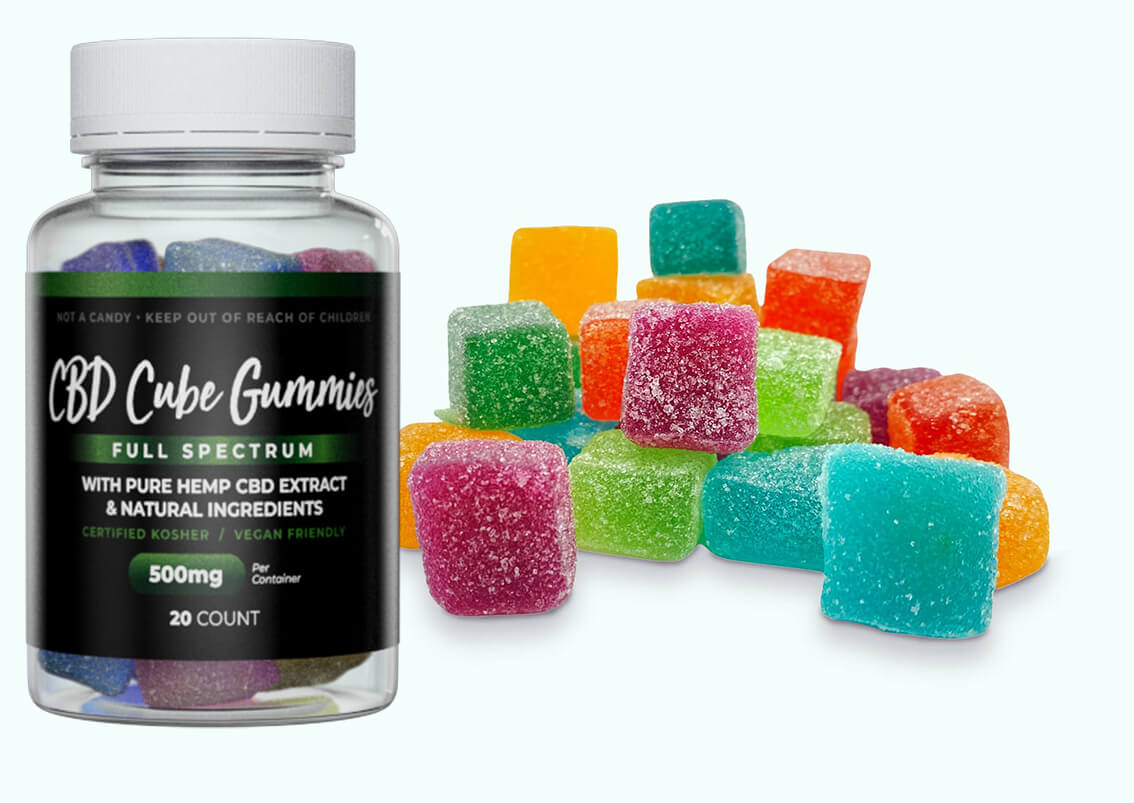 NOT A CANDY • KEEP OUT OF REACH OF CHILDREN
CBD Cube Gummies
FULL SPECTRUM
WITH PURE HEMP CBD EXTRACT
& NATURAL INGREDIENTS
CERTIFIED KOSHER / VEGAN FRIENDLY
500mg Per Container
20 COUNT